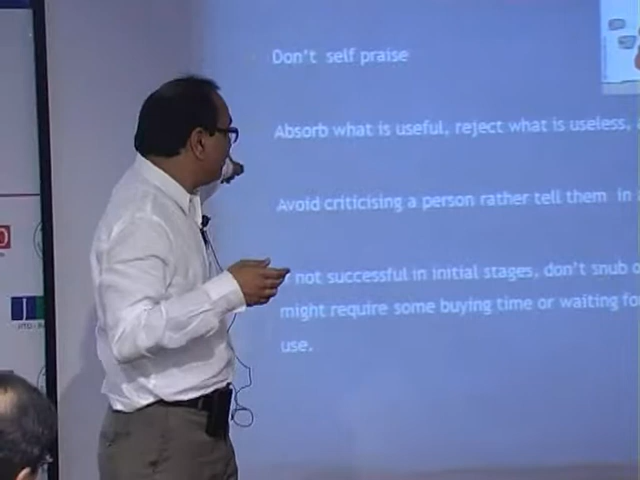 Don't self praise
Absorb what is useful, reject what is useless,
Avoid criticising a person rather tell them in
not successful in initial stages, don't snub
might require some buying time or waiting
use.